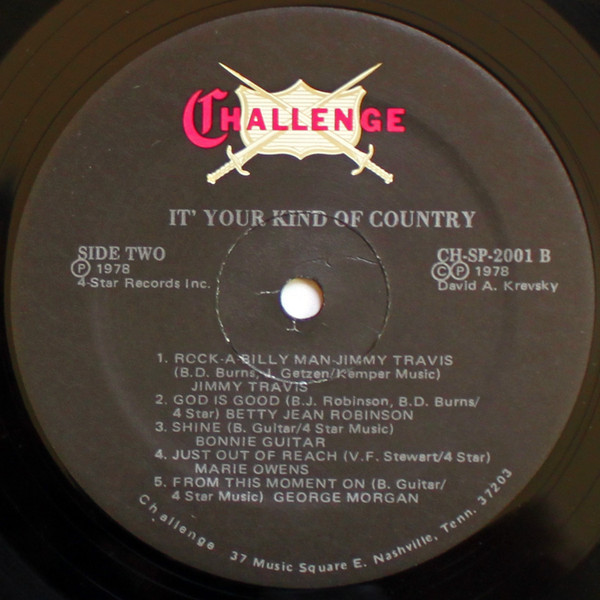 CHALLENGE
IT' YOUR KIND OF COUNTRY
SIDE TWO
Ⓟ 1978
4-Star Records Inc.
CH-SP-2001 B
ⒸⓅ 1978
David A. Krevsky
1. ROCK-A-BILLY MAN-JIMMY TRAVIS
(B.D. Burns, J. Getzen/Kemper Music)
JIMMY TRAVIS
2. GOD IS GOOD (B.J. Robinson, B.D. Burns/
4 Star) BETTY JEAN ROBINSON
3. SHINE (B. Guitar/4 Star Music)
BONNIE GUITAR
4. JUST OUT OF REACH (V.F. Stewart/4 Star)
MARIE OWENS
5. FROM THIS MOMENT ON (B. Guitar/
4 Star Music) GEORGE MORGAN
Challenge 37 Music Square E. Nashville, Tenn. 37203